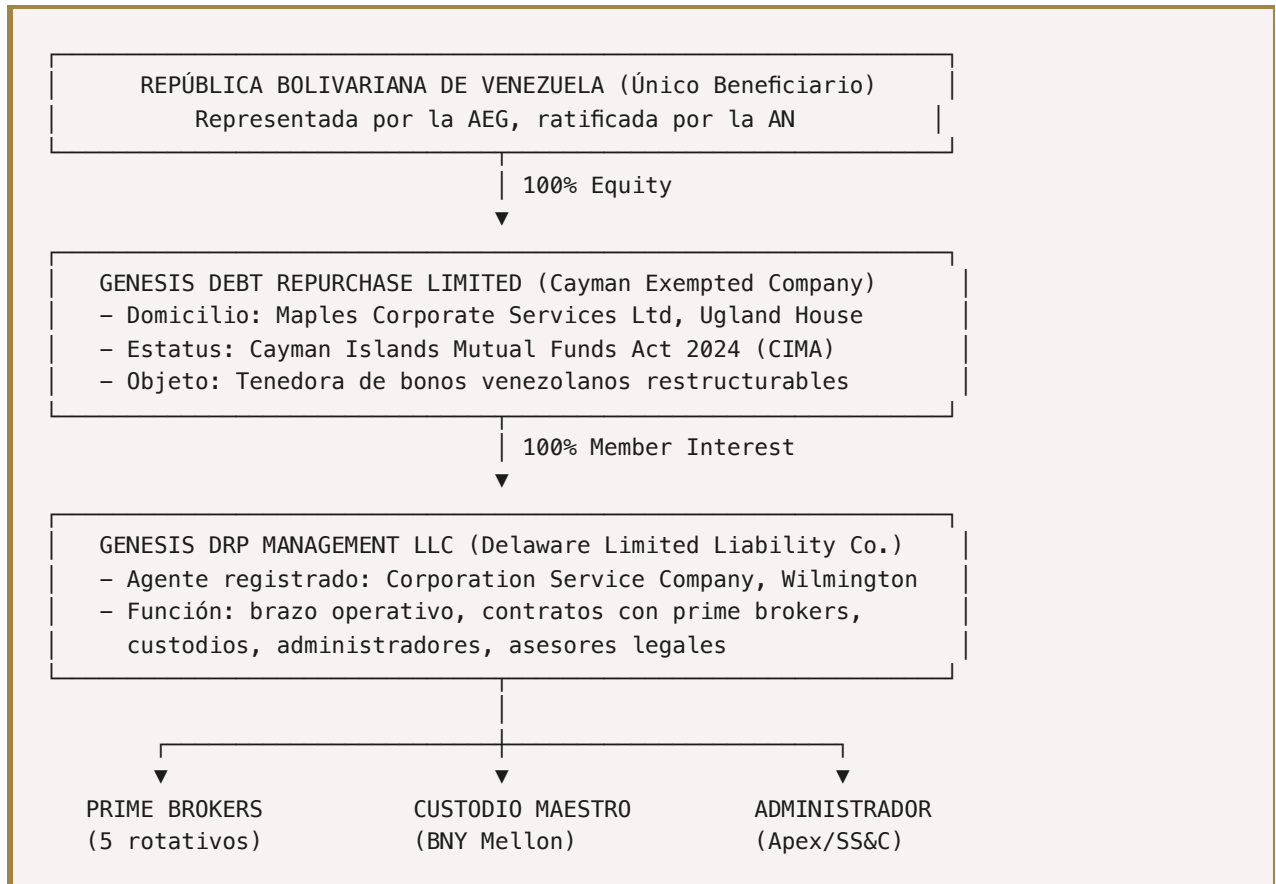 REPÚBLICA BOLIVARIANA DE VENEZUELA (Único Beneficiario)
Representada por la AEG, ratificada por la AN
100% Equity
GENESIS DEBT REPURCHASE LIMITED (Cayman Exempted Company)
– Domicilio: Maples Corporate Services Ltd, Ugland House
– Estatus: Cayman Islands Mutual Funds Act 2024 (CIMA)
– Objeto: Tenedora de bonos venezolanos restructurables
100% Member Interest
GENESIS DRP MANAGEMENT LLC (Delaware Limited Liability Co.)
– Agente registrado: Corporation Service Company, Wilmington
– Función: brazo operativo, contratos con prime brokers,
custodios, administradores, asesores legales
PRIME BROKERS CUSTODIO MAESTRO ADMINISTRADOR
(5 rotativos) (BNY Mellon) (Apex/SS&C)